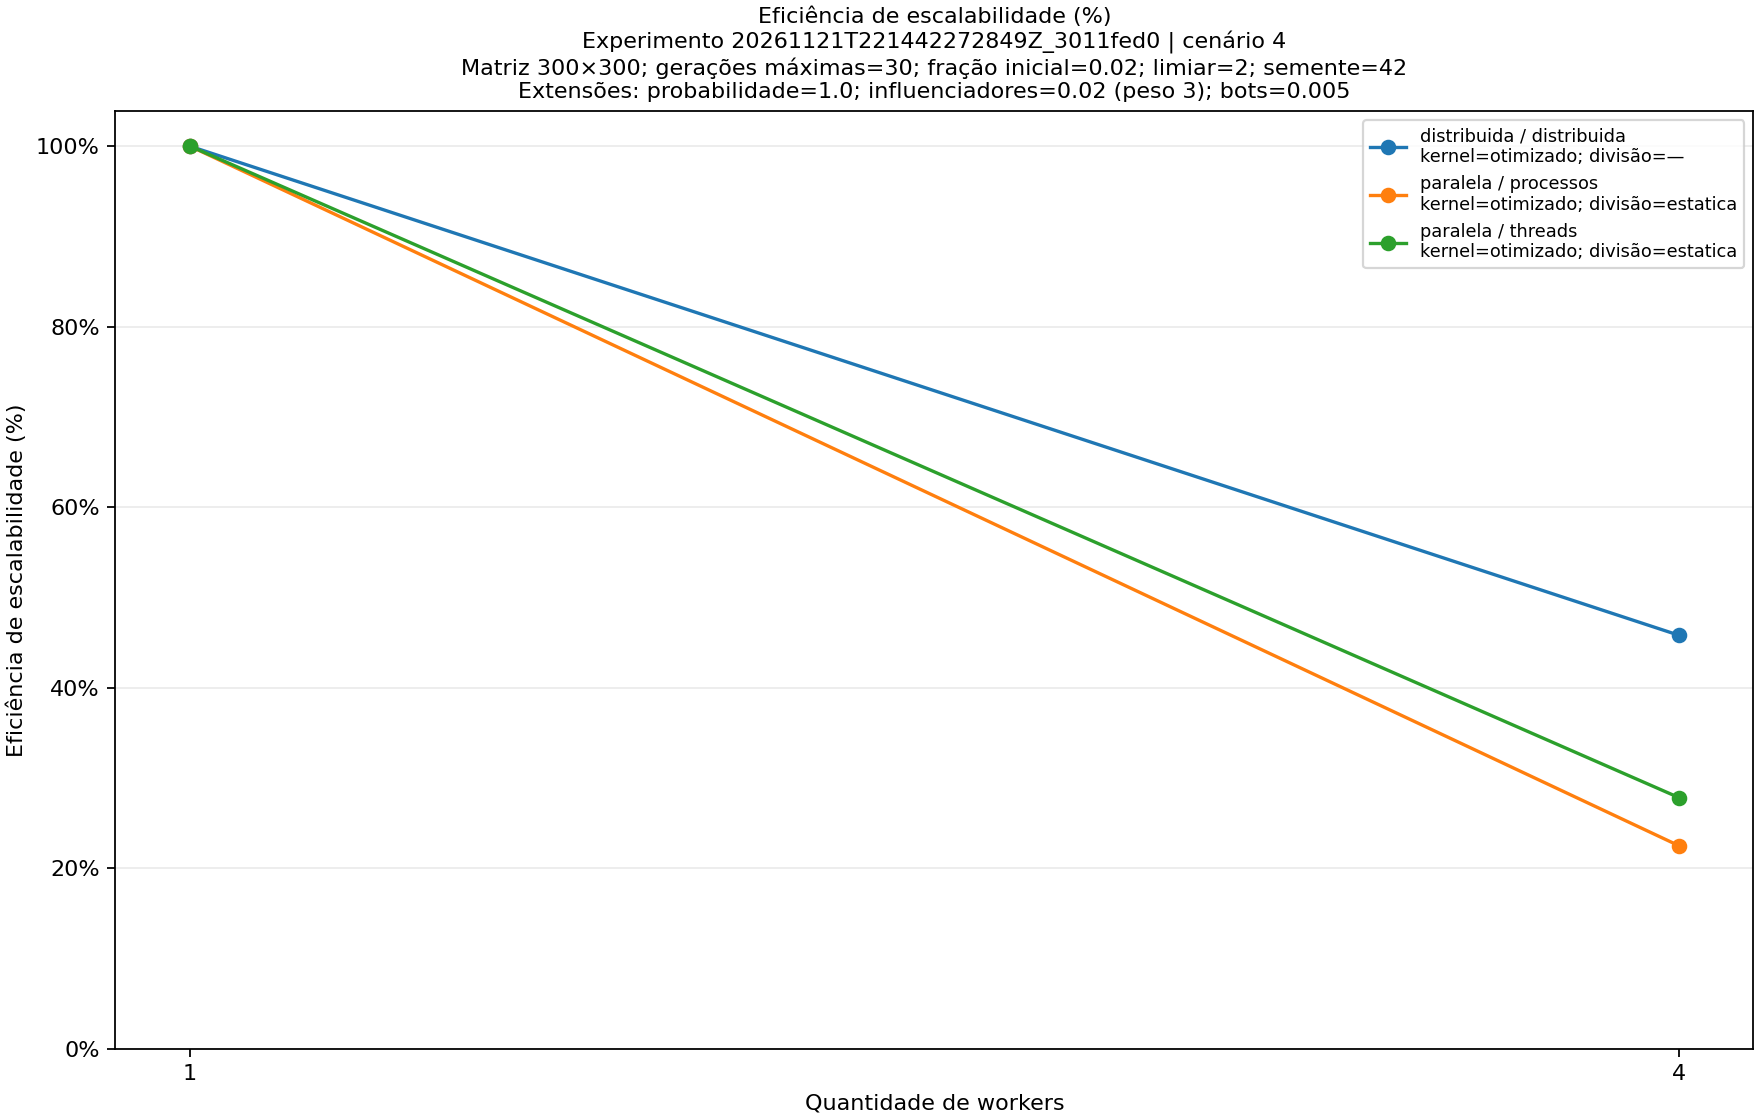 Eficiência de escalabilidade (%)
Experimento 20261121T221442272849Z_3011fed0 | cenário 4
Matriz 300×300; gerações máximas=30; fração inicial=0.02; limiar=2; semente=42
Extensões: probabilidade=1.0; influenciadores=0.02 (peso 3); bots=0.005
distribuida / distribuida
kernel=otimizado; divisão=—
paralela / processos
kernel=otimizado; divisão=estatica
paralela / threads
kernel=otimizado; divisão=estatica
Eficiência de escalabilidade (%)
100%
80%
60%
40%
20%
0%
1
4
Quantidade de workers